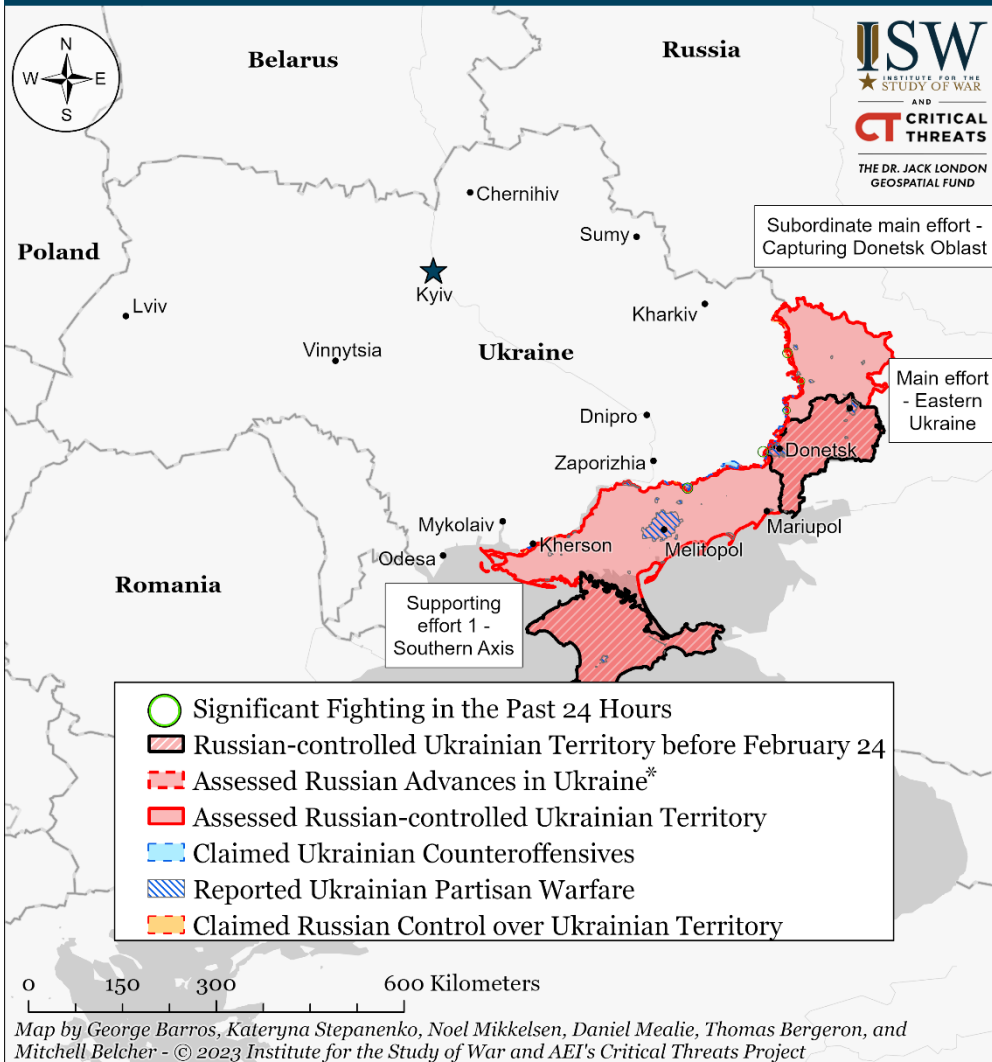 N
W
E
S
Belarus
Russia
ISW
INSTITUTE FOR THE
STUDY OF WAR
AND
CT CRITICAL
THREATS
THE DR. JACK LONDON
GEOSPATIAL FUND
Chernihiv
Sumy
Subordinate main effort -
Capturing Donetsk Oblast
Poland
Kyiv
Lviv
Kharkiv
Vinnytsia
Ukraine
Main effort
- Eastern
Ukraine
Dnipro
Donetsk
Zaporizhia
Mykolaiv
Mariupol
Kherson
Odesa
Melitopol
Romania
Supporting
effort 1 -
Southern Axis
Significant Fighting in the Past 24 Hours
Russian-controlled Ukrainian Territory before February 24
Assessed Russian Advances in Ukraine*
Assessed Russian-controlled Ukrainian Territory
Claimed Ukrainian Counteroffensives
Reported Ukrainian Partisan Warfare
Claimed Russian Control over Ukrainian Territory
0 150 300 600 Kilometers
Map by George Barros, Kateryna Stepanenko, Noel Mikkelsen, Daniel Mealie, Thomas Bergeron, and
Mitchell Belcher - © 2023 Institute for the Study of War and AEI's Critical Threats Project